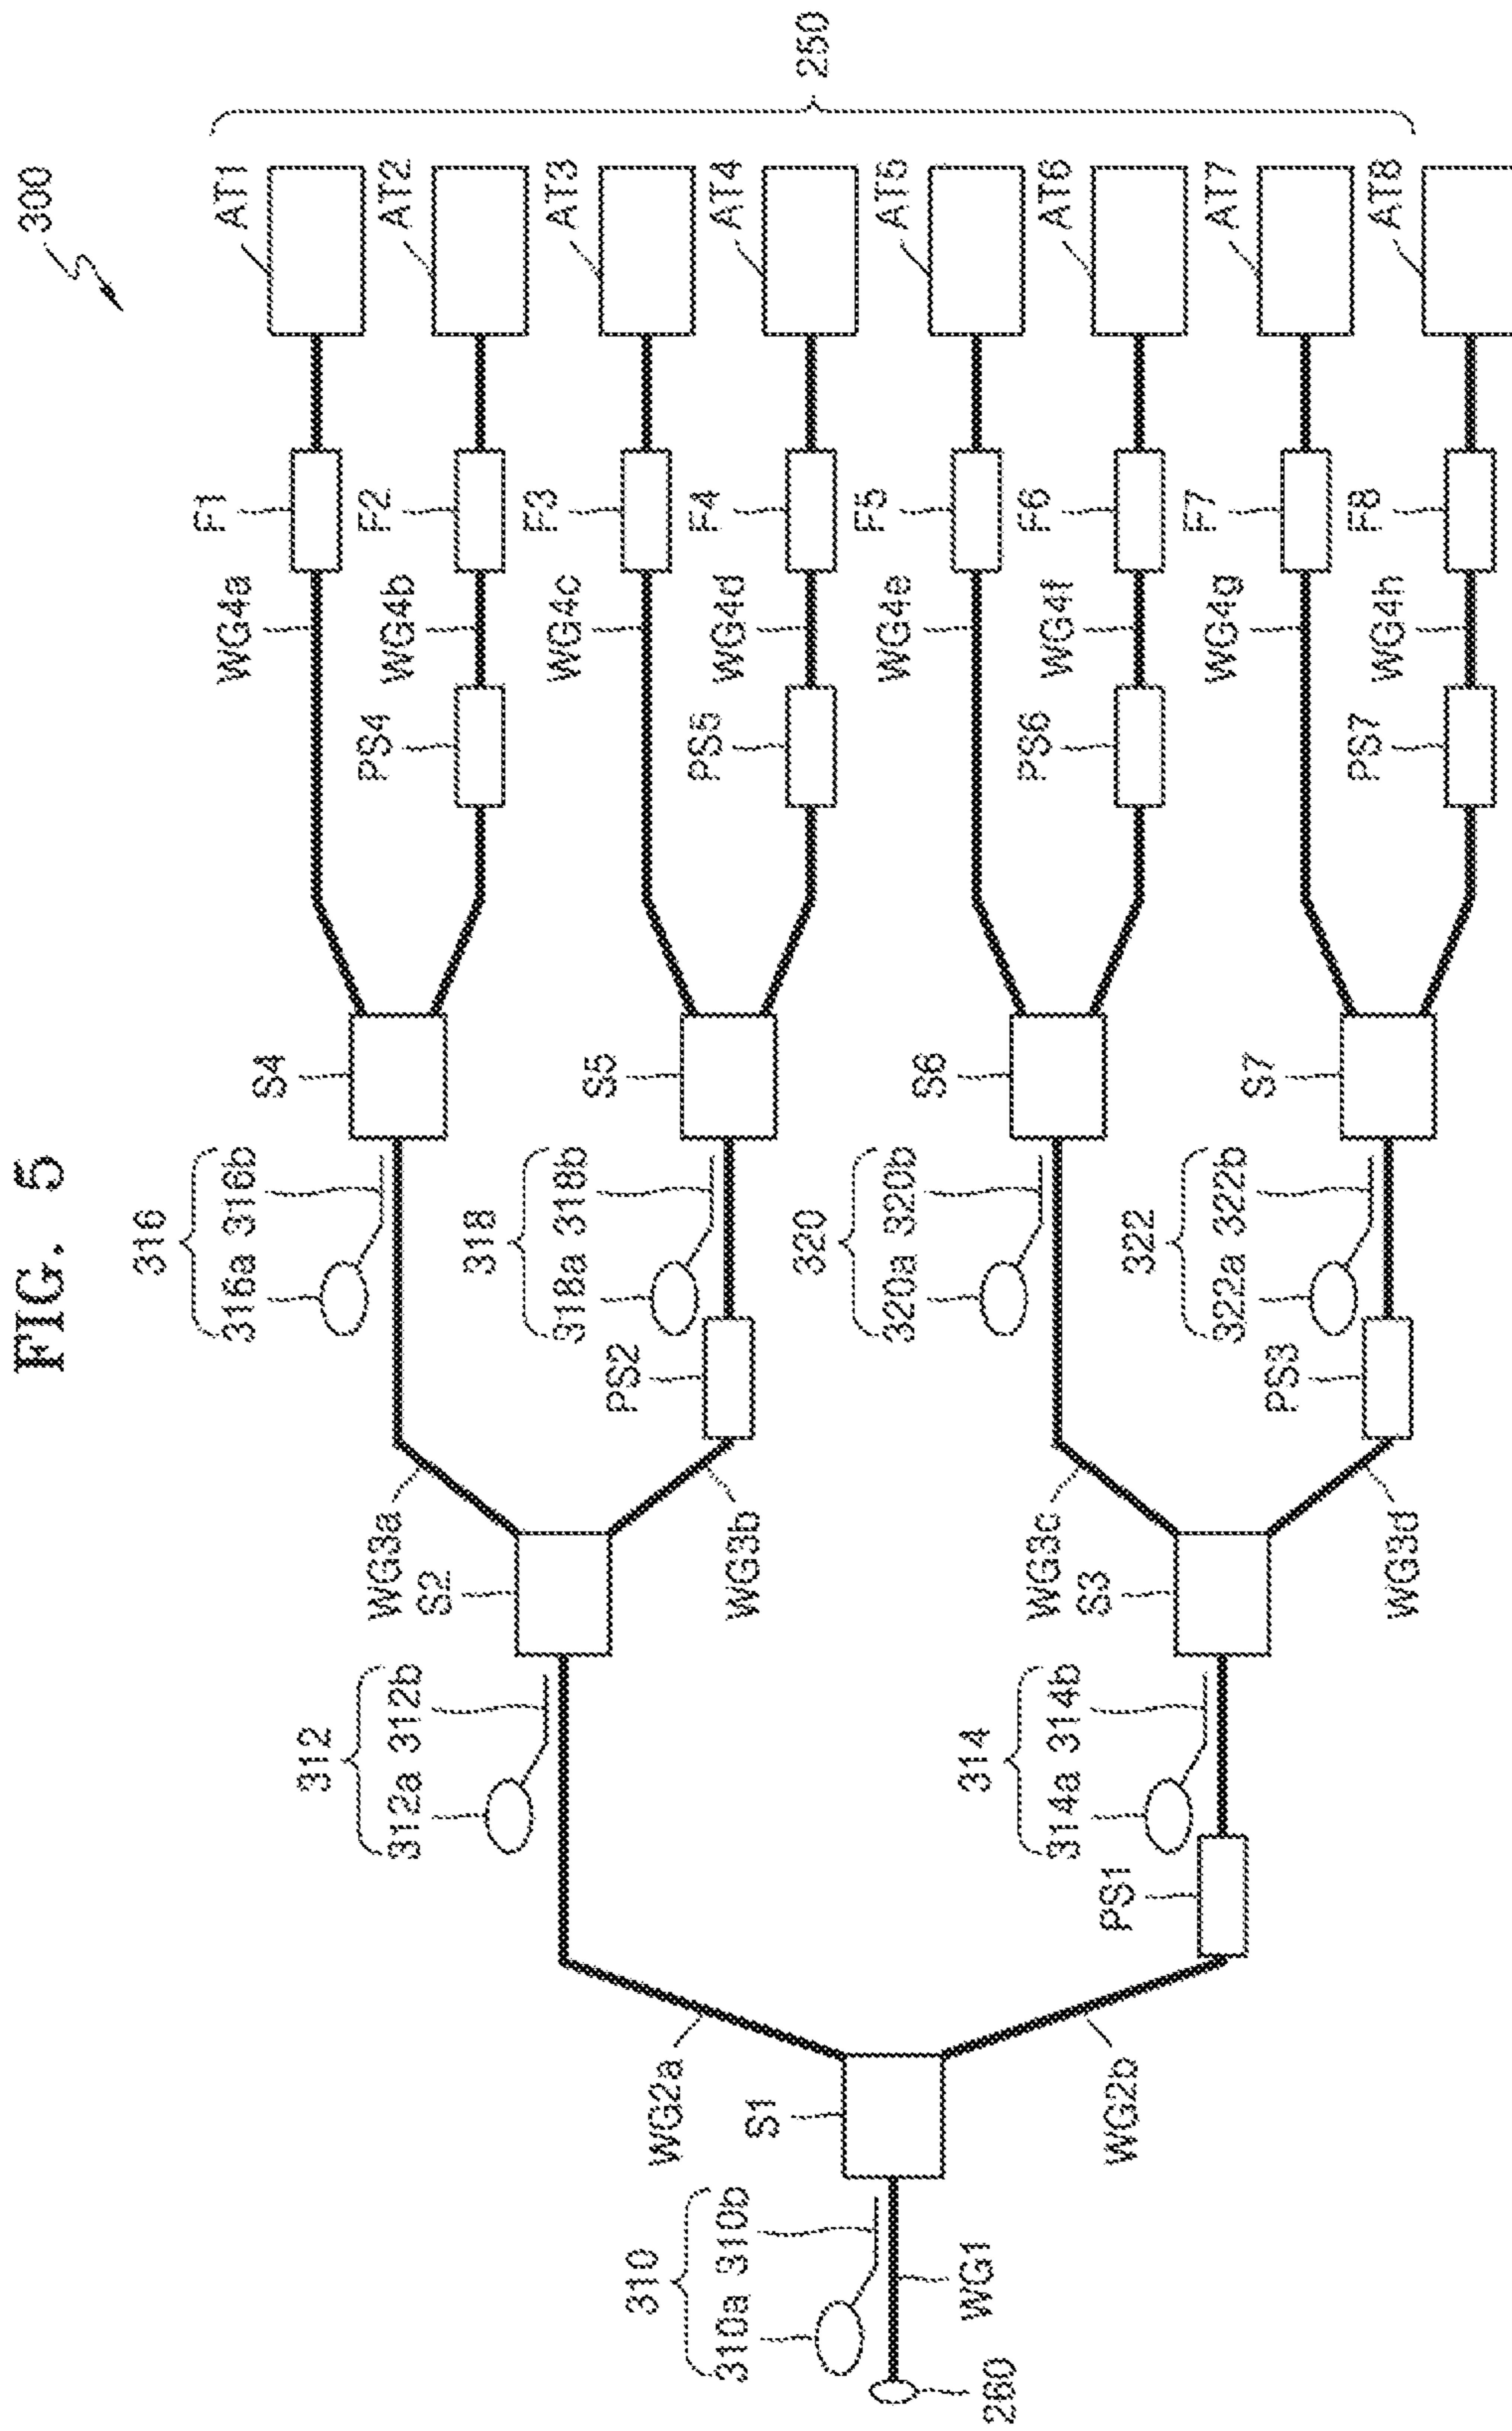 FIG. 5
300
250
AT1
AT2
AT3
AT4
AT5
AT6
AT7
AT8
F1
F2
F3
F4
F5
F6
F7
F8
WG4a
WG4b
WG4c
WG4d
WG4e
WG4f
WG4g
WG4h
PS4
PS5
PS6
PS7
S4
S5
S6
S7
316
316a 316b
318
318a 318b
320
320a 320b
322
322a 322b
PS2
PS3
WG3a
WG3b
WG3c
WG3d
S2
S3
312
312a 312b
314
314a 314b
PS1
WG2a
WG2b
S1
310
310a 310b
WG1
260